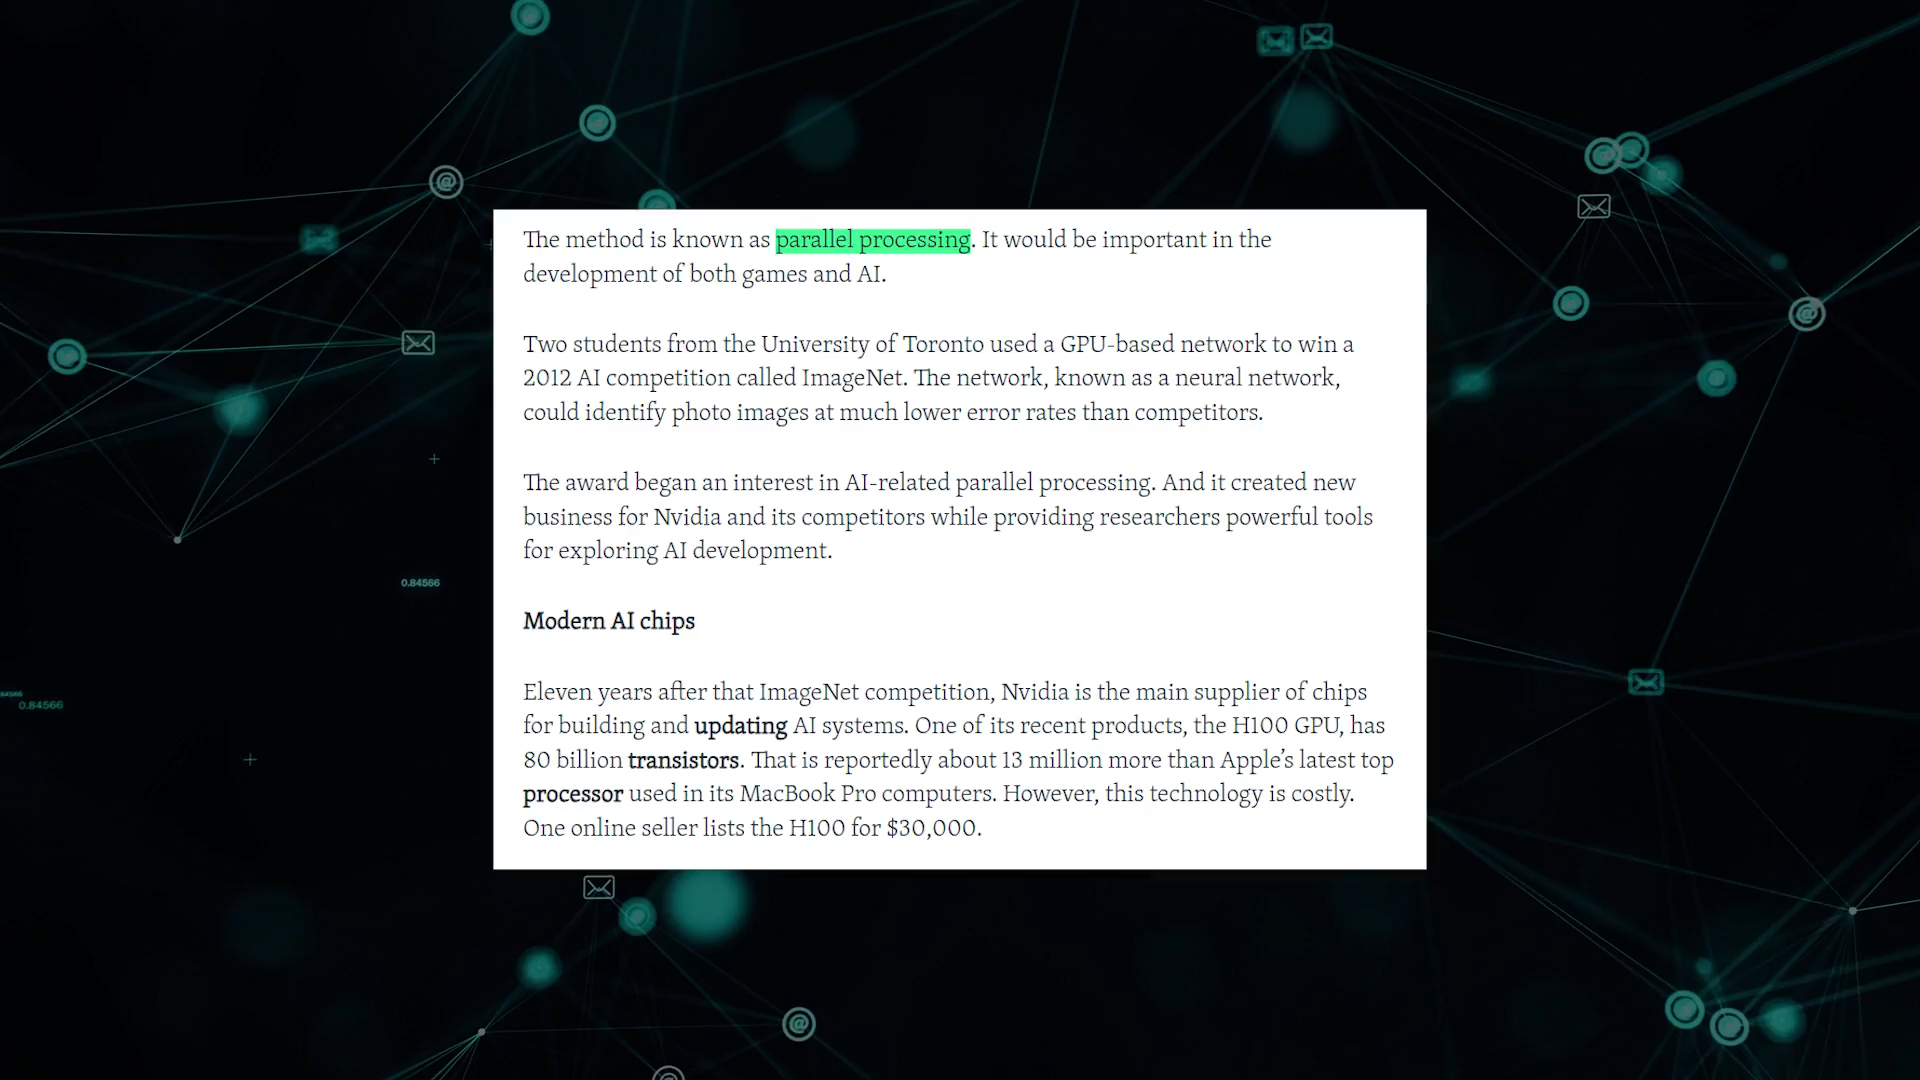 The method is known as parallel processing. It would be important in the
development of both games and AI.
Two students from the University of Toronto used a GPU-based network to win a
2012 AI competition called ImageNet. The network, known as a neural network,
could identify photo images at much lower error rates than competitors.
The award began an interest in AI-related parallel processing. And it created new
business for Nvidia and its competitors while providing researchers powerful tools
for exploring AI development.
0.84566
Modern AI chips
Eleven years after that ImageNet competition, Nvidia is the main supplier of chips
0.84566
for building and updating AI systems. One of its recent products, the H100 GPU, has
80 billion transistors. That is reportedly about 13 million more than Apple’s latest top
processor used in its MacBook Pro computers. However, this technology is costly.
One online seller lists the H100 for $30,000.